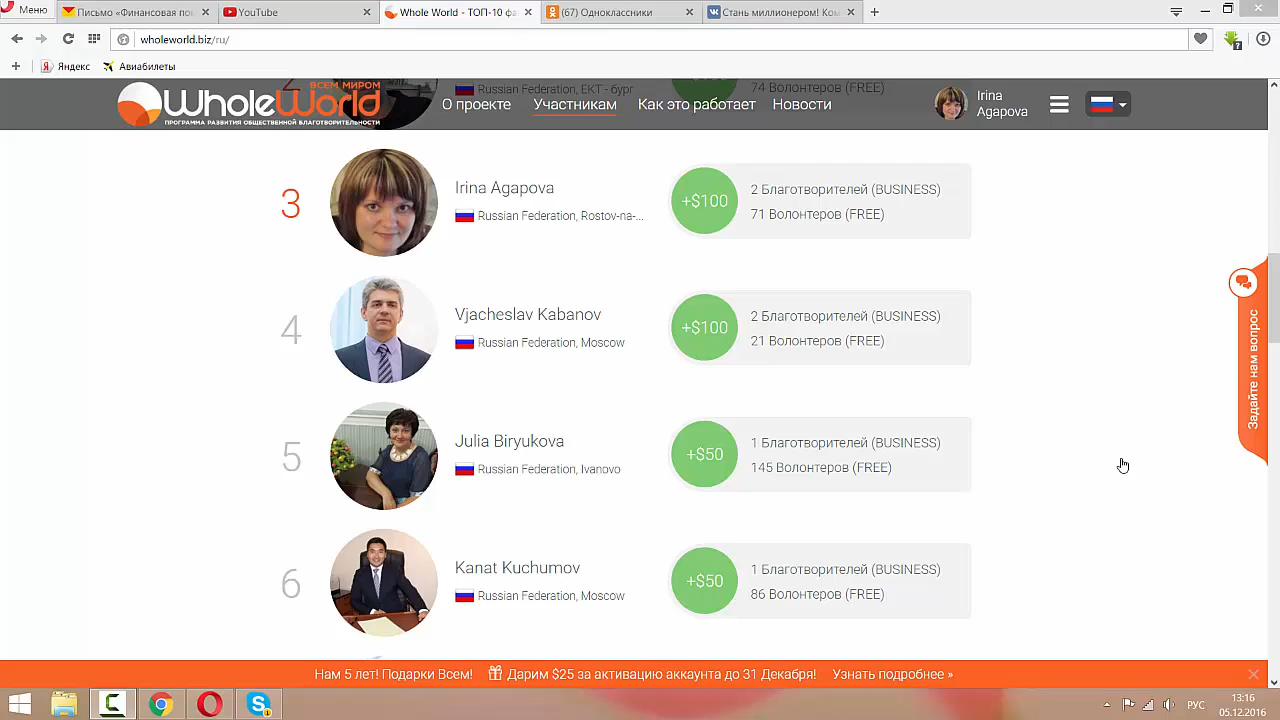 Меню
Письмо «Финансовая пом
YouTube
Whole World - ТОП-10 фа
(67) Одноклассники
Стань миллионером! Ком
wholeworld.biz/ru/
Яндекс
Авиабилеты
2
Russian Federation, ЕКТ - бург
74 Волонтеров (FREE)
ВСЕМ МИРОМ
WholeWorld
ПРОГРАММА РАЗВИТИЯ ОБЩЕСТВЕННОЙ БЛАГОТВОРИТЕЛЬНОСТИ
О проекте
Участникам
Как это работает
Новости
Irina
Agapova
3
Irina Agapova
Russian Federation, Rostov-na-...
+$100
2 Благотворителей (BUSINESS)
71 Волонтеров (FREE)
4
Vjacheslav Kabanov
Russian Federation, Moscow
+$100
2 Благотворителей (BUSINESS)
21 Волонтеров (FREE)
5
Julia Biryukova
Russian Federation, Ivanovo
+$50
1 Благотворителей (BUSINESS)
145 Волонтеров (FREE)
6
Kanat Kuchumov
Russian Federation, Moscow
+$50
1 Благотворителей (BUSINESS)
86 Волонтеров (FREE)
Задайте нам вопрос
Нам 5 лет! Подарки Всем! Дарим $25 за активацию аккаунта до 31 Декабря! Узнать подробнее »
РУС
13:16
05.12.2016